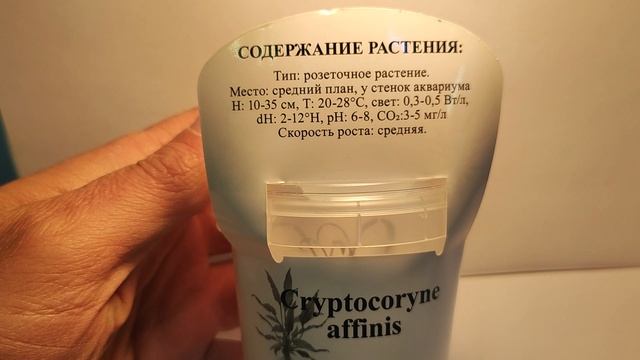 СОДЕРЖАНИЕ РАСТЕНИЯ:
Тип: розеточное растение.
Место: средний план, у стенок аквариума
H: 10-35 см, T: 20-28°C, свет: 0,3-0,5 Вт/л,
dH: 2-12°H, pH: 6-8, CO₂:3-5 мг/л
Скорость роста: средняя.
Cryptocoryne
affinis